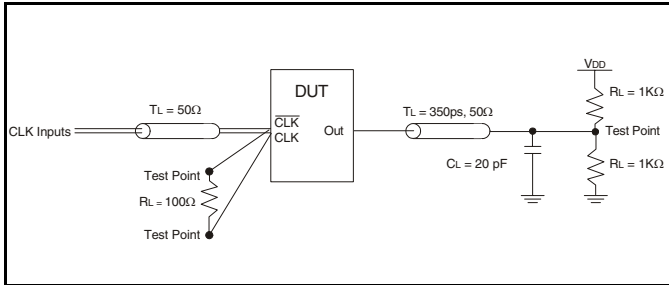 VDD
DUT
RL = 1KΩ
TL = 50Ω
TL = 350ps, 50Ω
CLK
CLK Inputs
Out
Test Point
CLK
CL = 20 pF
Test Point
RL = 1KΩ
RL = 100Ω
Test Point